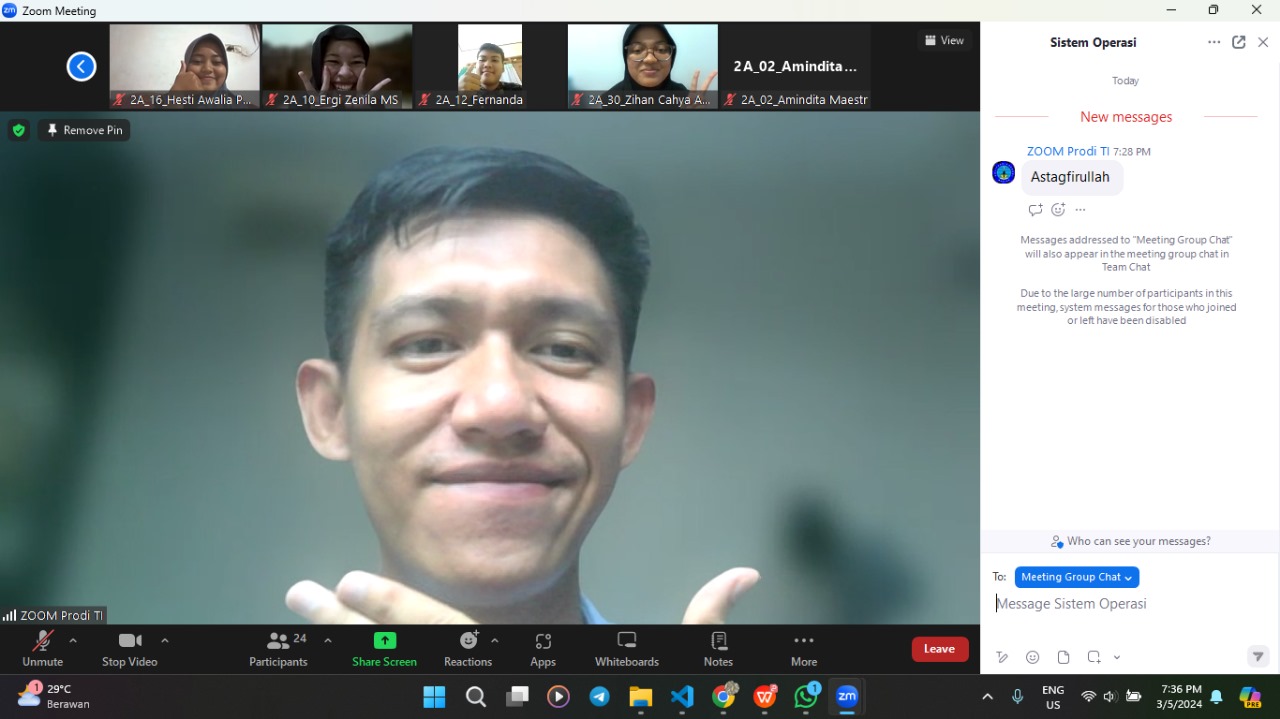 Zoom Meeting
2A_16_Hesti Awalia P...
2A_10_Ergi Zenila MS
2A_12_Fernanda
2A_30_Zihan Cahya A...
2A_02_Amindita...
2A_02_Amindita Maestr
View
Remove Pin
ZOOM Prodi TI
Unmute
Stop Video
24
Participants
Share Screen
Reactions
Apps
Whiteboards
Notes
More
Leave
Sistem Operasi
Today
New messages
ZOOM Prodi TI 7:28 PM
Astagfirullah
Messages addressed to "Meeting Group Chat"
will also appear in the meeting group chat in
Team Chat
Due to the large number of participants in this
meeting, system messages for those who joined
or left have been disabled
Who can see your messages?
To: Meeting Group Chat
Message Sistem Operasi
1
29°C
Berawan
zm
1
ENG
US
7:36 PM
3/5/2024
PRE